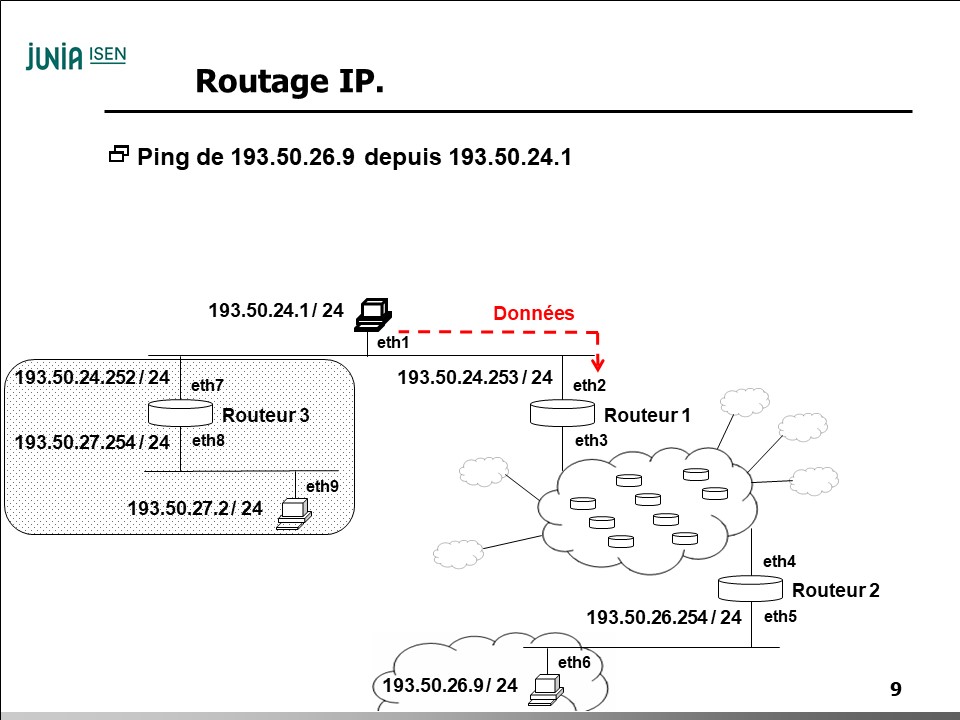 JUNIA ISEN
Routage IP.
Ping de 193.50.26.9 depuis 193.50.24.1
193.50.24.1 / 24
Données
eth1
193.50.24.252 / 24
eth7
193.50.24.253 / 24
eth2
Routeur 3
Routeur 1
193.50.27.254 / 24
eth8
eth3
eth9
193.50.27.2 / 24
eth4
Routeur 2
193.50.26.254 / 24
eth5
eth6
193.50.26.9 / 24
9